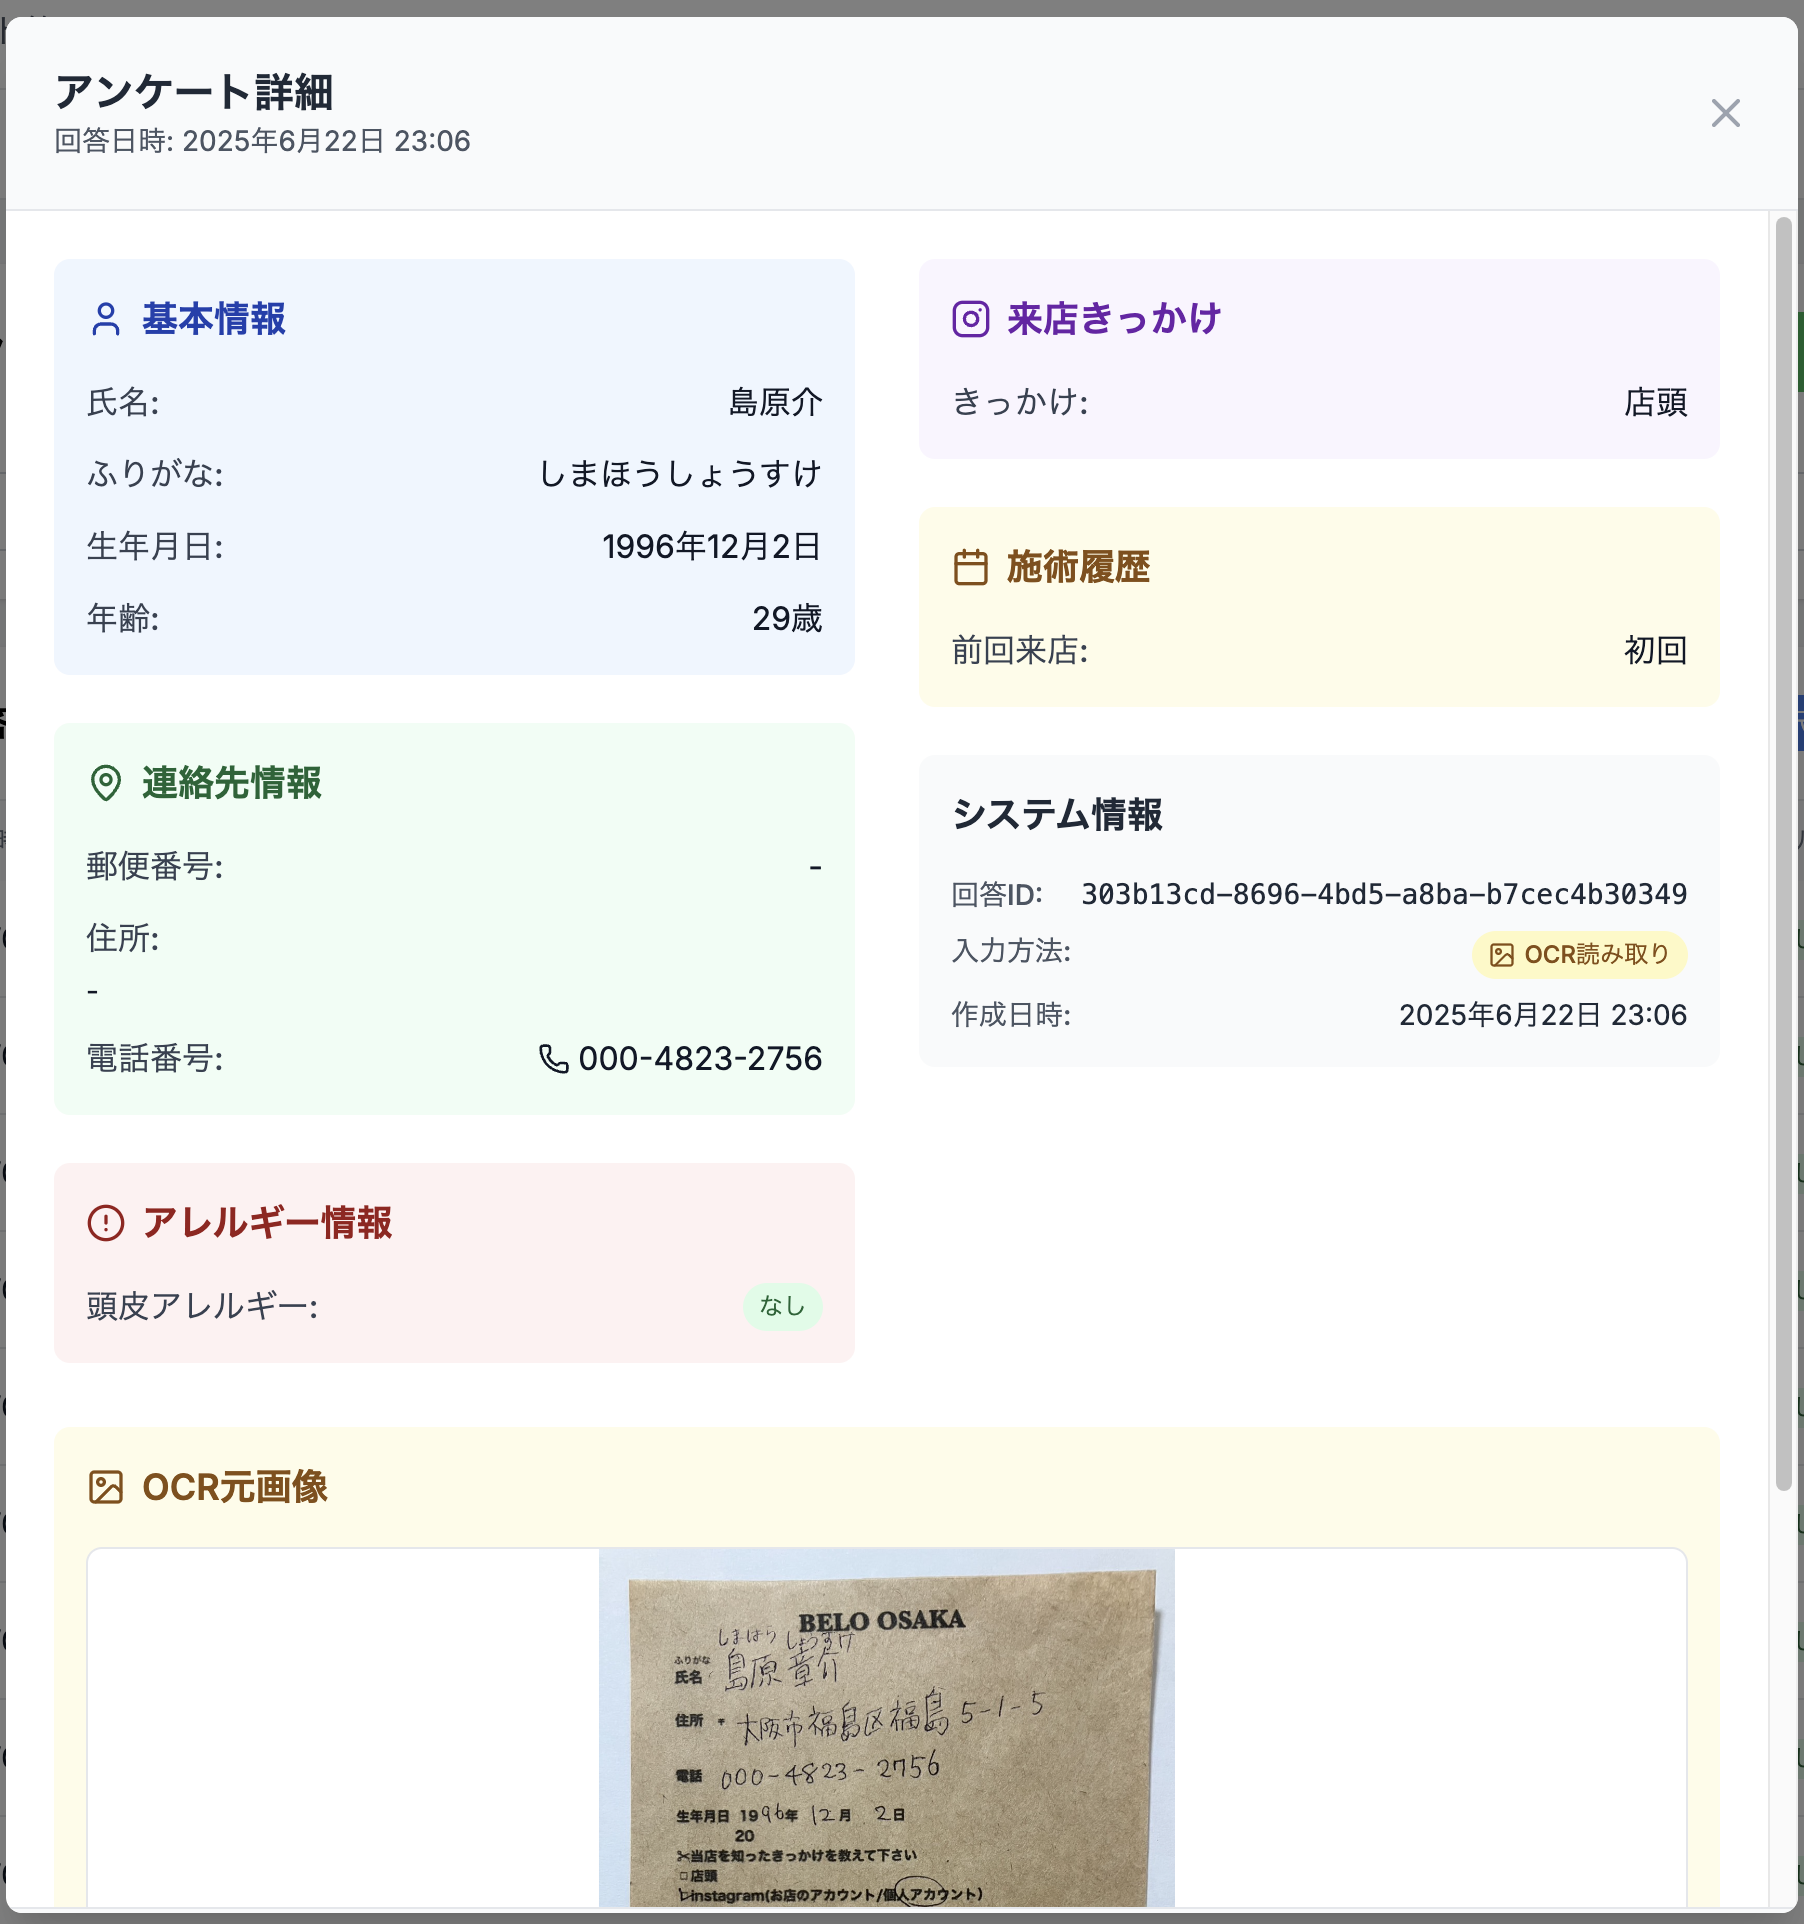 アンケート詳細
回答日時: 2025年6月22日 23:06
基本情報
氏名: 島原介
ふりがな: しまほうしょうすけ
生年月日: 1996年12月2日
年齢: 29歳
連絡先情報
郵便番号: -
住所:
-
電話番号: 000-4823-2756
アレルギー情報
頭皮アレルギー: なし
来店きっかけ
きっかけ: 店頭
施術履歴
前回来店: 初回
システム情報
回答ID: 303b13cd-8696-4bd5-a8ba-b7cec4b30349
入力方法: OCR読み取り
作成日時: 2025年6月22日 23:06
OCR元画像
BELO OSAKA
しまはら しょうすけ
ふりがな
氏名 島原 章介
住所 〒 大阪市福島区福島 5-1-5
電話 000-4823-2756
生年月日 1996年 12月 2日
20
※当店を知ったきっかけを教えて下さい
□店頭
instagram(お店のアカウント/個人アカウント)